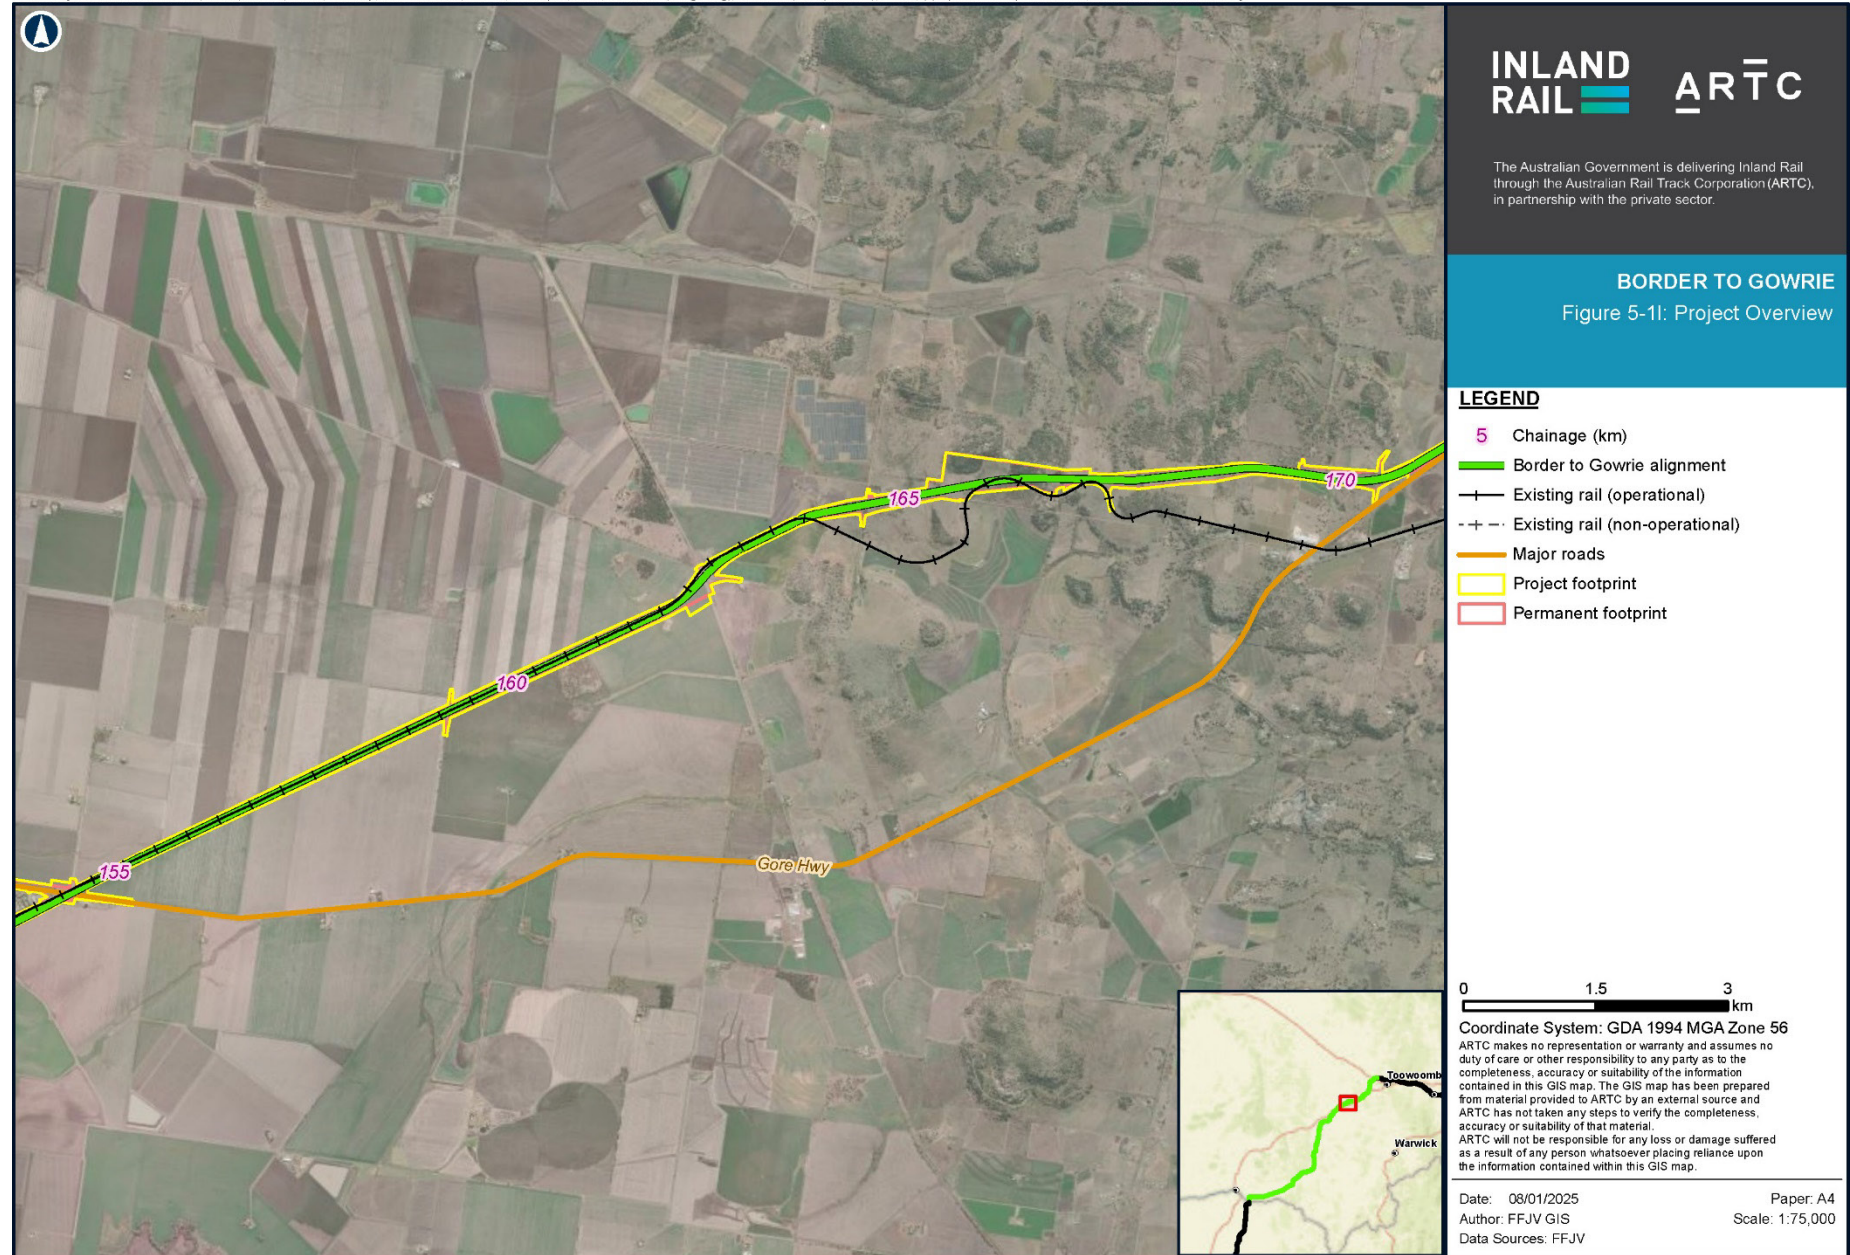 INLAND
RAIL
ARTC
The Australian Government is delivering Inland Rail
through the Australian Rail Track Corporation (ARTC),
in partnership with the private sector.
BORDER TO GOWRIE
Figure 5-1l: Project Overview
LEGEND
5 Chainage (km)
Border to Gowrie alignment
Existing rail (operational)
Existing rail (non-operational)
Major roads
Project footprint
Permanent footprint
165
170
160
155
Gore Hwy
Toowoomb
Warwick
0 1.5 3
km
Coordinate System: GDA 1994 MGA Zone 56
ARTC makes no representation or warranty and assumes no
duty of care or other responsibility to any party as to the
completeness, accuracy or suitability of the information
contained in this GIS map. The GIS map has been prepared
from material provided to ARTC by an external source and
ARTC has not taken any steps to verify the completeness,
accuracy or suitability of that material.
ARTC will not be responsible for any loss or damage suffered
as a result of any person whatsoever placing reliance upon
the information contained within this GIS map.
Date: 08/01/2025 Paper: A4
Author: FFJV GIS Scale: 1:75,000
Data Sources: FFJV